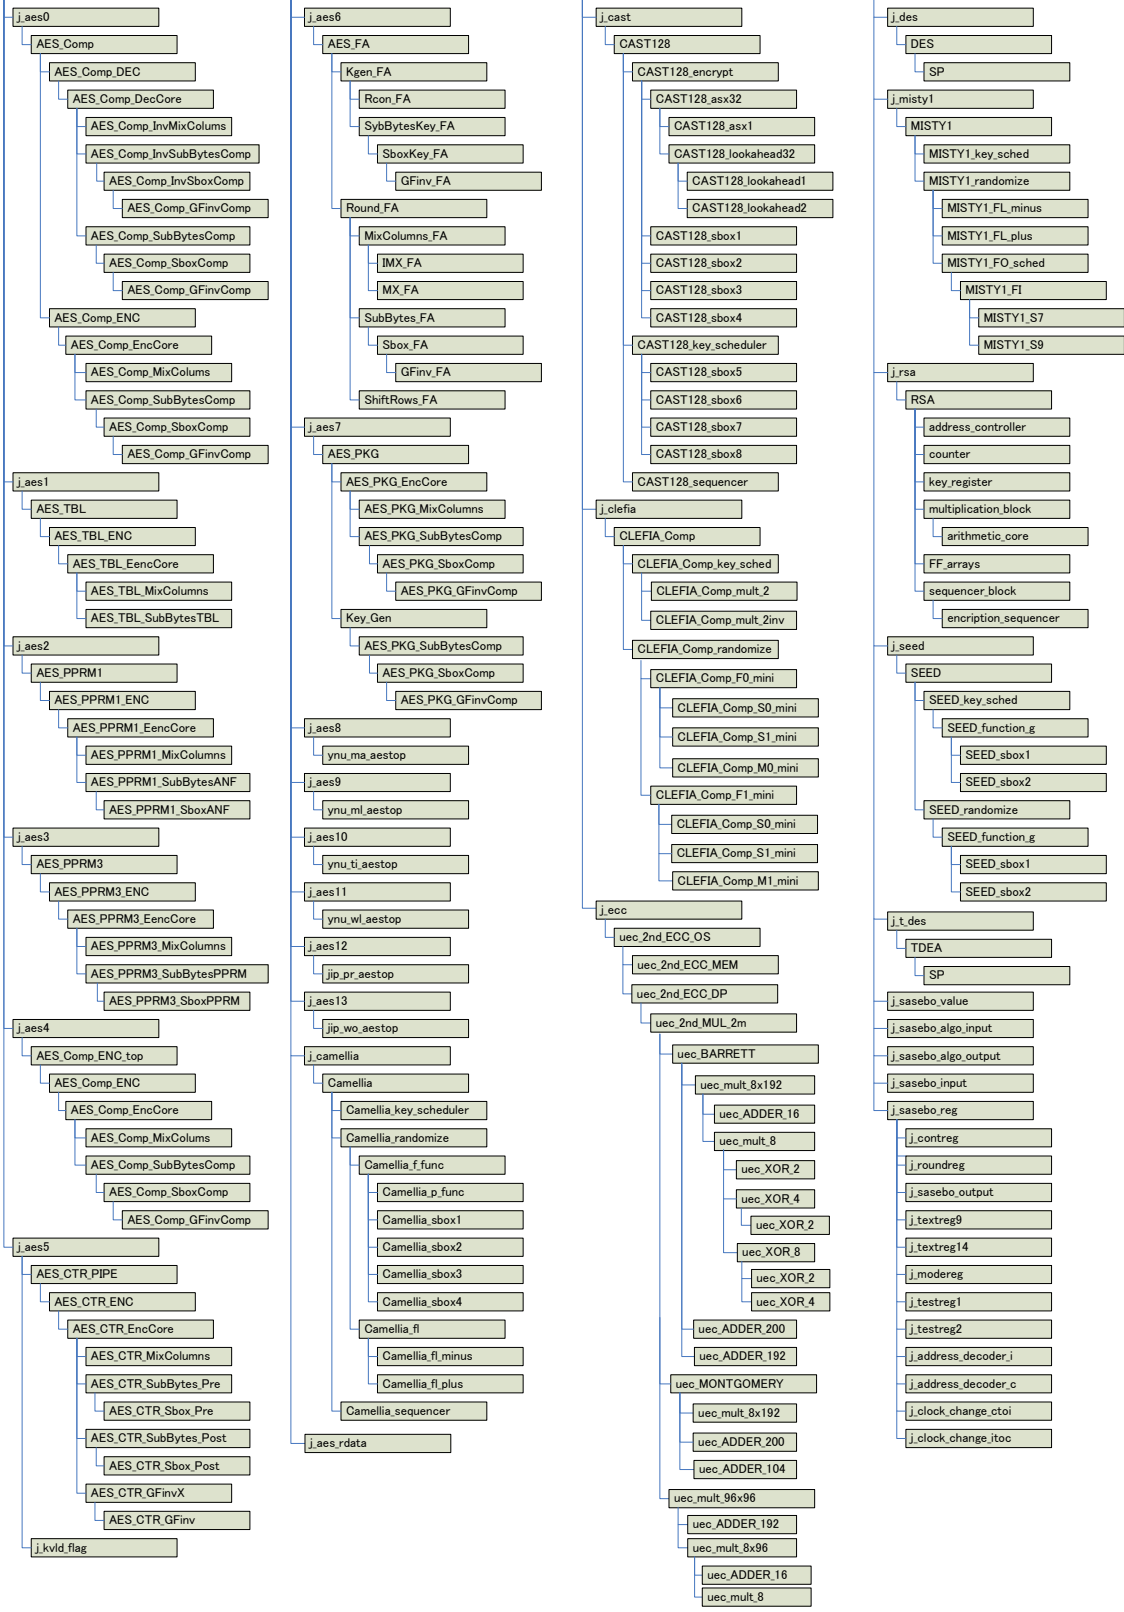 j_aes0
AES_Comp
AES_Comp_DEC
AES_Comp_DecCore
AES_Comp_InvMixColums
AES_Comp_InvSubBytesComp
AES_Comp_InvSboxComp
AES_Comp_GFinvComp
AES_Comp_SubBytesComp
AES_Comp_SboxComp
AES_Comp_GFinvComp
AES_Comp_ENC
AES_Comp_EncCore
AES_Comp_MixColums
AES_Comp_SubBytesComp
AES_Comp_SboxComp
AES_Comp_GFinvComp
j_aes1
AES_TBL
AES_TBL_ENC
AES_TBL_EencCore
AES_TBL_MixColumns
AES_TBL_SubBytesTBL
j_aes2
AES_PPRM1
AES_PPRM1_ENC
AES_PPRM1_EencCore
AES_PPRM1_MixColumns
AES_PPRM1_SubBytesANF
AES_PPRM1_SboxANF
j_aes3
AES_PPRM3
AES_PPRM3_ENC
AES_PPRM3_EencCore
AES_PPRM3_MixColumns
AES_PPRM3_SubBytesPPRM
AES_PPRM3_SboxPPRM
j_aes4
AES_Comp_ENC_top
AES_Comp_ENC
AES_Comp_EncCore
AES_Comp_MixColums
AES_Comp_SubBytesComp
AES_Comp_SboxComp
AES_Comp_GFinvComp
j_aes5
AES_CTR_PIPE
AES_CTR_ENC
AES_CTR_EncCore
AES_CTR_MixColumns
AES_CTR_SubBytes_Pre
AES_CTR_Sbox_Pre
AES_CTR_SubBytes_Post
AES_CTR_Sbox_Post
AES_CTR_GFinvX
AES_CTR_GFinv
j_kvld_flag
j_aes6
AES_FA
Kgen_FA
Rcon_FA
SybBytesKey_FA
SboxKey_FA
GFinv_FA
Round_FA
MixColumns_FA
IMX_FA
MX_FA
SubBytes_FA
Sbox_FA
GFinv_FA
ShiftRows_FA
j_aes7
AES_PKG
AES_PKG_EncCore
AES_PKG_MixColumns
AES_PKG_SubBytesComp
AES_PKG_SboxComp
AES_PKG_GFinvComp
Key_Gen
AES_PKG_SubBytesComp
AES_PKG_SboxComp
AES_PKG_GFinvComp
j_aes8
ynu_ma_aestop
j_aes9
ynu_ml_aestop
j_aes10
ynu_ti_aestop
j_aes11
ynu_wl_aestop
j_aes12
jip_pr_aestop
j_aes13
jip_wo_aestop
j_camellia
Camellia
Camellia_key_scheduler
Camellia_randomize
Camellia_f_func
Camellia_p_func
Camellia_sbox1
Camellia_sbox2
Camellia_sbox3
Camellia_sbox4
Camellia_fl
Camellia_fl_minus
Camellia_fl_plus
Camellia_sequencer
j_aes_rdata
j_cast
CAST128
CAST128_encrypt
CAST128_asx32
CAST128_asx1
CAST128_lookahead32
CAST128_lookahead1
CAST128_lookahead2
CAST128_sbox1
CAST128_sbox2
CAST128_sbox3
CAST128_sbox4
CAST128_key_scheduler
CAST128_sbox5
CAST128_sbox6
CAST128_sbox7
CAST128_sbox8
CAST128_sequencer
j_clefia
CLEFIA_Comp
CLEFIA_Comp_key_sched
CLEFIA_Comp_mult_2
CLEFIA_Comp_mult_2inv
CLEFIA_Comp_randomize
CLEFIA_Comp_F0_mini
CLEFIA_Comp_S0_mini
CLEFIA_Comp_S1_mini
CLEFIA_Comp_M0_mini
CLEFIA_Comp_F1_mini
CLEFIA_Comp_S0_mini
CLEFIA_Comp_S1_mini
CLEFIA_Comp_M1_mini
j_ecc
uec_2nd_ECC_OS
uec_2nd_ECC_MEM
uec_2nd_ECC_DP
uec_2nd_MUL_2m
uec_BARRETT
uec_mult_8x192
uec_ADDER_16
uec_mult_8
uec_XOR_2
uec_XOR_4
uec_XOR_2
uec_XOR_8
uec_XOR_2
uec_XOR_4
uec_ADDER_200
uec_ADDER_192
uec_MONTGOMERY
uec_mult_8x192
uec_ADDER_200
uec_ADDER_104
uec_mult_96x96
uec_ADDER_192
uec_mult_8x96
uec_ADDER_16
uec_mult_8
j_des
DES
SP
j_misty1
MISTY1
MISTY1_key_sched
MISTY1_randomize
MISTY1_FL_minus
MISTY1_FL_plus
MISTY1_FO_sched
MISTY1_FI
MISTY1_S7
MISTY1_S9
j_rsa
RSA
address_controller
counter
key_register
multiplication_block
arithmetic_core
FF_arrays
sequencer_block
encription_sequencer
j_seed
SEED
SEED_key_sched
SEED_function_g
SEED_sbox1
SEED_sbox2
SEED_randomize
SEED_function_g
SEED_sbox1
SEED_sbox2
j_t_des
TDEA
SP
j_sasebo_value
j_sasebo_algo_input
j_sasebo_algo_output
j_sasebo_input
j_sasebo_reg
j_contreg
j_roundreg
j_sasebo_output
j_textreg9
j_textreg14
j_modereg
j_testreg1
j_testreg2
j_address_decoder_i
j_address_decoder_c
j_clock_change_ctoi
j_clock_change_itoc